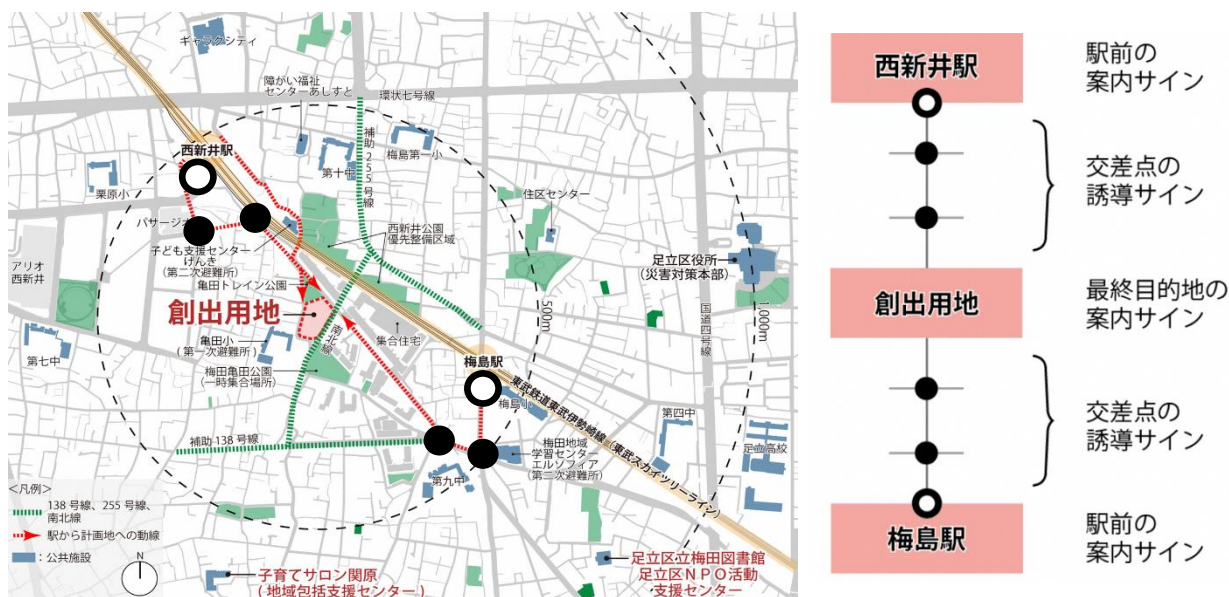 ギャラクシティ
障がい福祉
センターあしすと
環状七号線
補助255号線
西新井駅
第十中
梅島第一小
栗原小
住区センター
パサージオ
西新井公園
優先整備区域
子ども支援センター
げんき
(第二次避難所)
アリオ
西新井
亀田トレイン公園
足立区役所
(災害対策本部)
創出用地
500m
1000m
国道四号線
南北線
集合住宅
亀田小
(第一次避難所)
第七中
梅田亀田公園
(一時集合場所)
梅島駅
梅島小
東武鉄道東武伊勢崎線(東武スカイツリーライン)
第四中
足立高校
補助138号線
梅田地域
学習センター
エルソフィア
(第二次避難所)
第九中
<凡例>
138号線、255号線、
南北線
駅から計画地への動線
:公共施設
N
子育てサロン関原
(地域包括支援センター)
足立区立梅田図書館
足立区NPO活動
支援センター
西新井駅
駅前の
案内サイン
交差点の
誘導サイン
創出用地
最終目的地の
案内サイン
交差点の
誘導サイン
梅島駅
駅前の
案内サイン